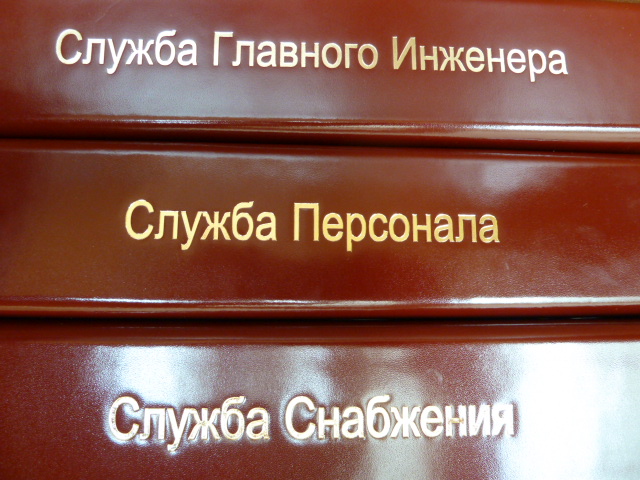 Служба Главного Инженера
Служба Персонала
Служба Снабжения